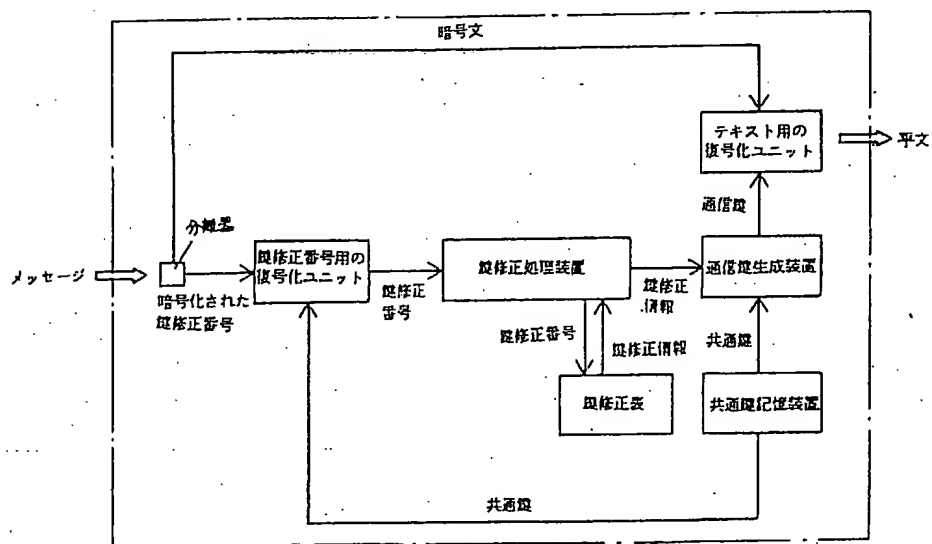 暗号文
テキスト用の
復号化ユニット
平文
通信鍵
分離器
メッセージ
鍵修正番号用の
復号化ユニット
鍵修正処理装置
通信鍵生成装置
暗号化された
鍵修正番号
鍵修正
番号
鍵修正
情報
鍵修正番号
鍵修正情報
共通鍵
鍵修正表
共通鍵記憶装置
共通鍵